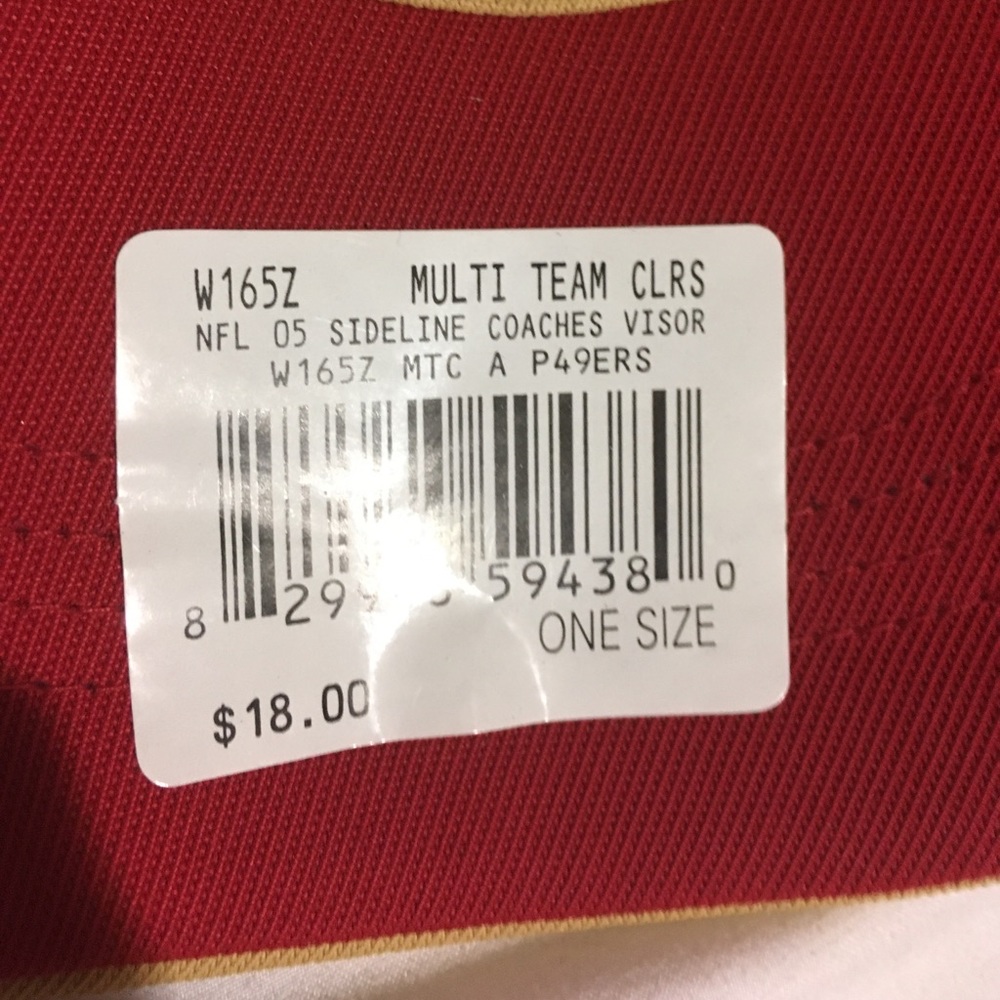 W165Z MULTI TEAM CLRS
NFL 05 SIDELINE COACHES VISOR
W165Z MTC A P49ERS
8 59438 0
ONE SIZE
$18.00